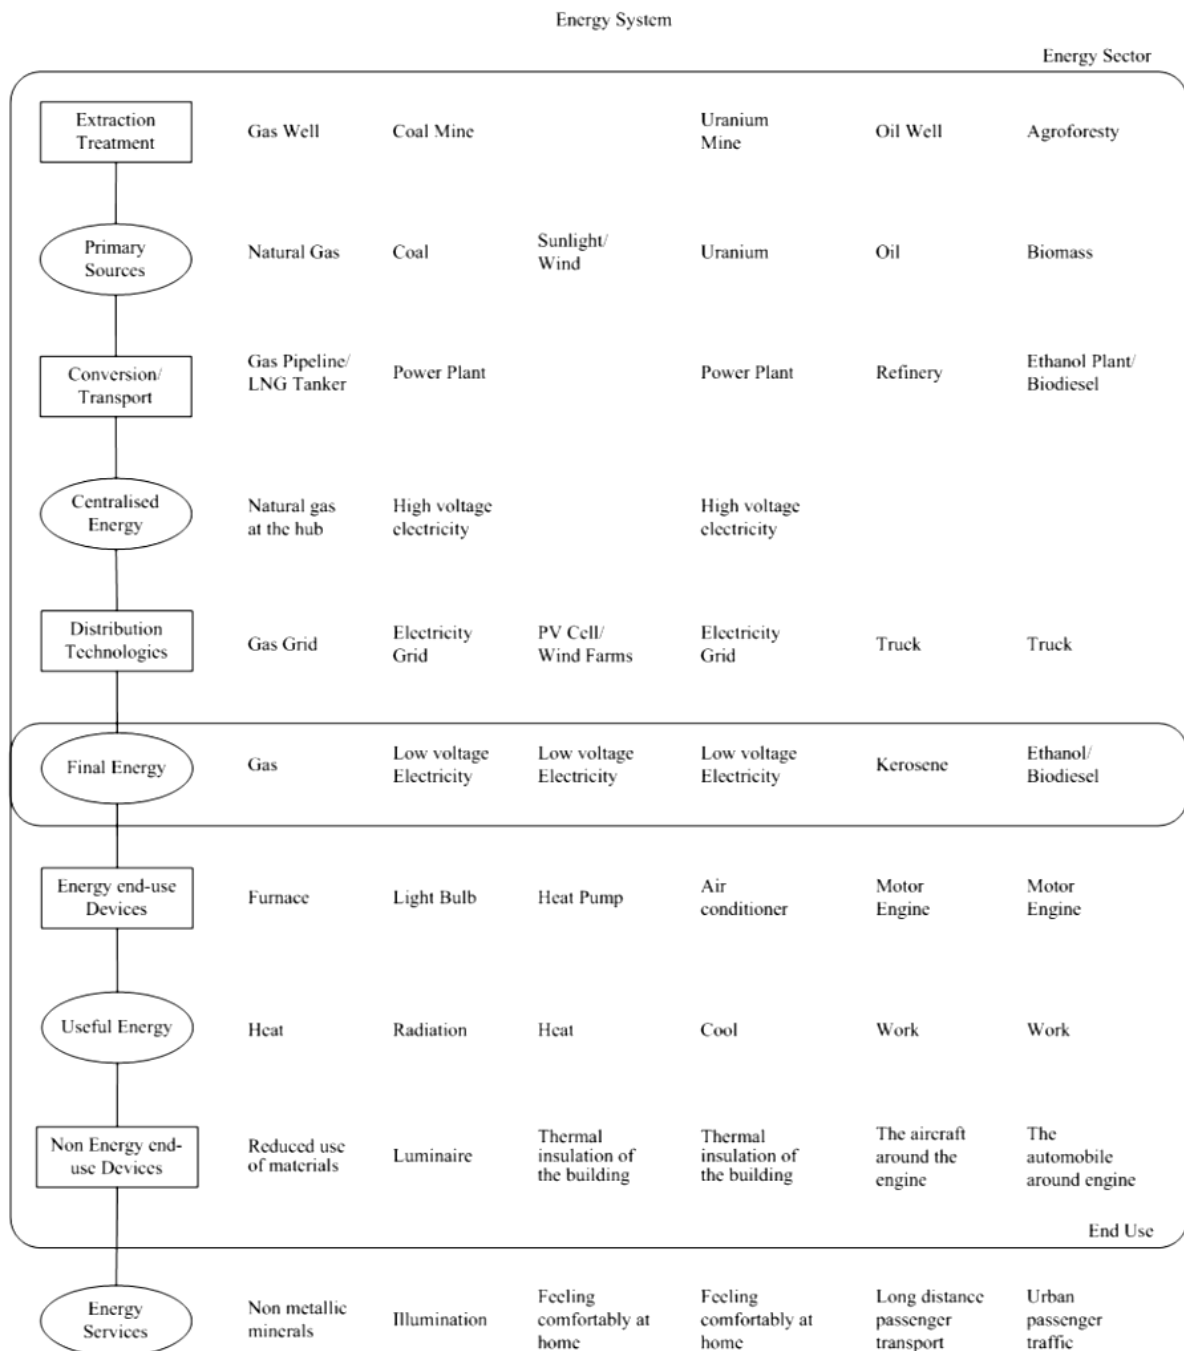 Energy System
Energy Sector
Extraction
Treatment
Gas Well
Coal Mine
Uranium
Mine
Oil Well
Agroforesty
Primary
Sources
Natural Gas
Coal
Sunlight/
Wind
Uranium
Oil
Biomass
Conversion/
Transport
Gas Pipeline/
LNG Tanker
Power Plant
Power Plant
Refinery
Ethanol Plant/
Biodiesel
Centralised
Energy
Natural gas
at the hub
High voltage
electricity
High voltage
electricity
Distribution
Technologies
Gas Grid
Electricity
Grid
PV Cell/
Wind Farms
Electricity
Grid
Truck
Truck
Final Energy
Gas
Low voltage
Electricity
Low voltage
Electricity
Low voltage
Electricity
Kerosene
Ethanol/
Biodiesel
Energy end-use
Devices
Furnace
Light Bulb
Heat Pump
Air
conditioner
Motor
Engine
Motor
Engine
Useful Energy
Heat
Radiation
Heat
Cool
Work
Work
Non Energy end-
use Devices
Reduced use
of materials
Luminaire
Thermal
insulation of
the building
Thermal
insulation of
the building
The aircraft
around the
engine
The
automobile
around engine
End Use
Energy
Services
Non metallic
minerals
Illumination
Feeling
comfortably at
home
Feeling
comfortably at
home
Long distance
passenger
transport
Urban
passenger
traffic